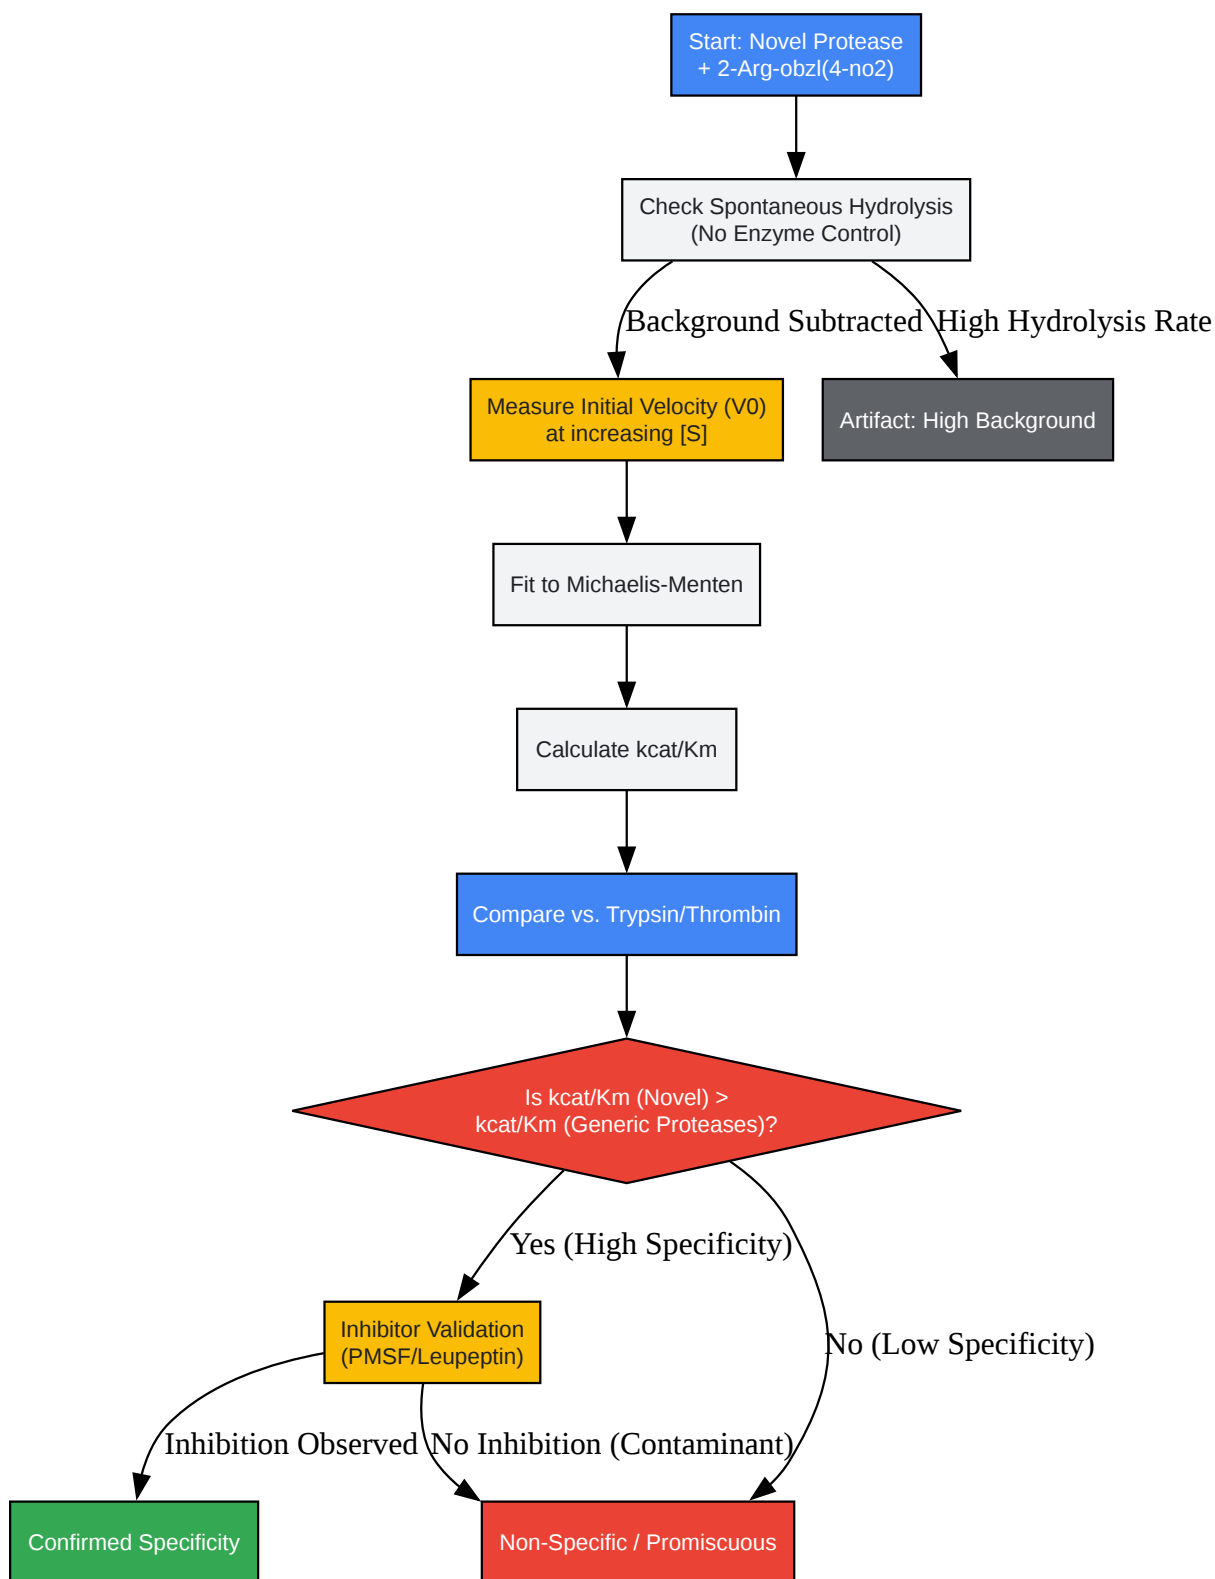 Start: Novel Protease
+ 2-Arg-obzl(4-no2)
Check Spontaneous Hydrolysis
(No Enzyme Control)
Background Subtracted
High Hydrolysis Rate
Measure Initial Velocity (V0)
at increasing [S]
Artifact: High Background
Fit to Michaelis-Menten
Calculate kcat/Km
Compare vs. Trypsin/Thrombin
Is kcat/Km (Novel) >
kcat/Km (Generic Proteases)?
Yes (High Specificity)
Inhibitor Validation
(PMSF/Leupeptin)
No (Low Specificity)
Inhibition Observed
No Inhibition (Contaminant)
Confirmed Specificity
Non-Specific / Promiscuous